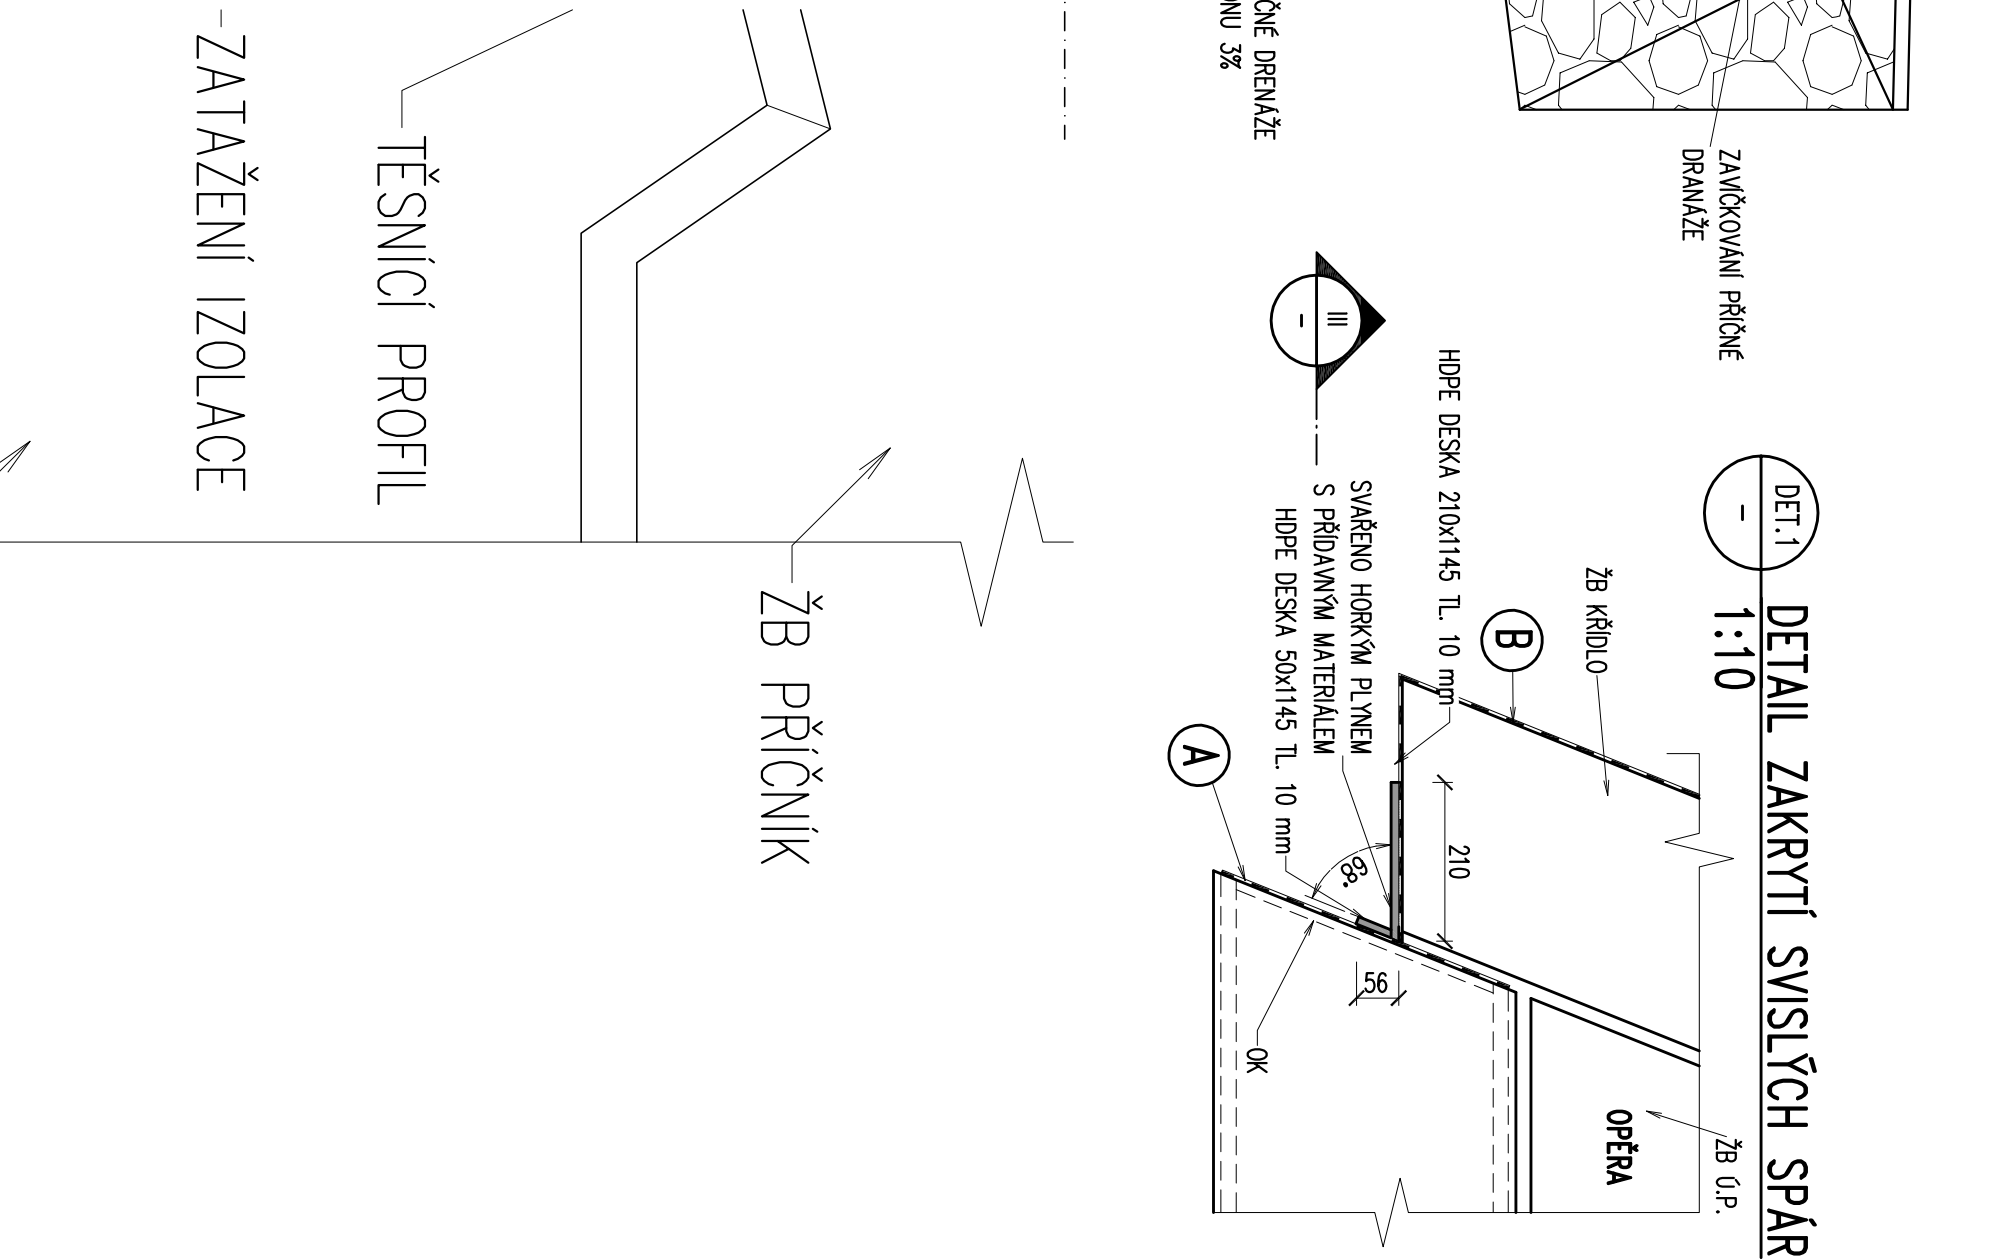 DET.1
-
DETAIL ZAKRYTÍ SVISLÝCH SPÁR
1:10
ZAVÍČKOVÁNÍ PŘÍČNÉ
DRANÁŽE
ŽB Ú.P.
OPĚRA
ŽB KŘÍDLO
B
HDPE DESKA 210x1145 TL. 10 mm
210
SVAŘENO HORKÝM PLYNEM
S PŘÍDAVNÝM MATERIÁLEM
HDPE DESKA 50x1145 TL. 10 mm
68°
56
III
-
A
OK
DRENÁŽE
3%
ŽB PŘÍČNÍK
TĚSNÍCÍ PROFIL
ZATAŽENÍ IZOLACE